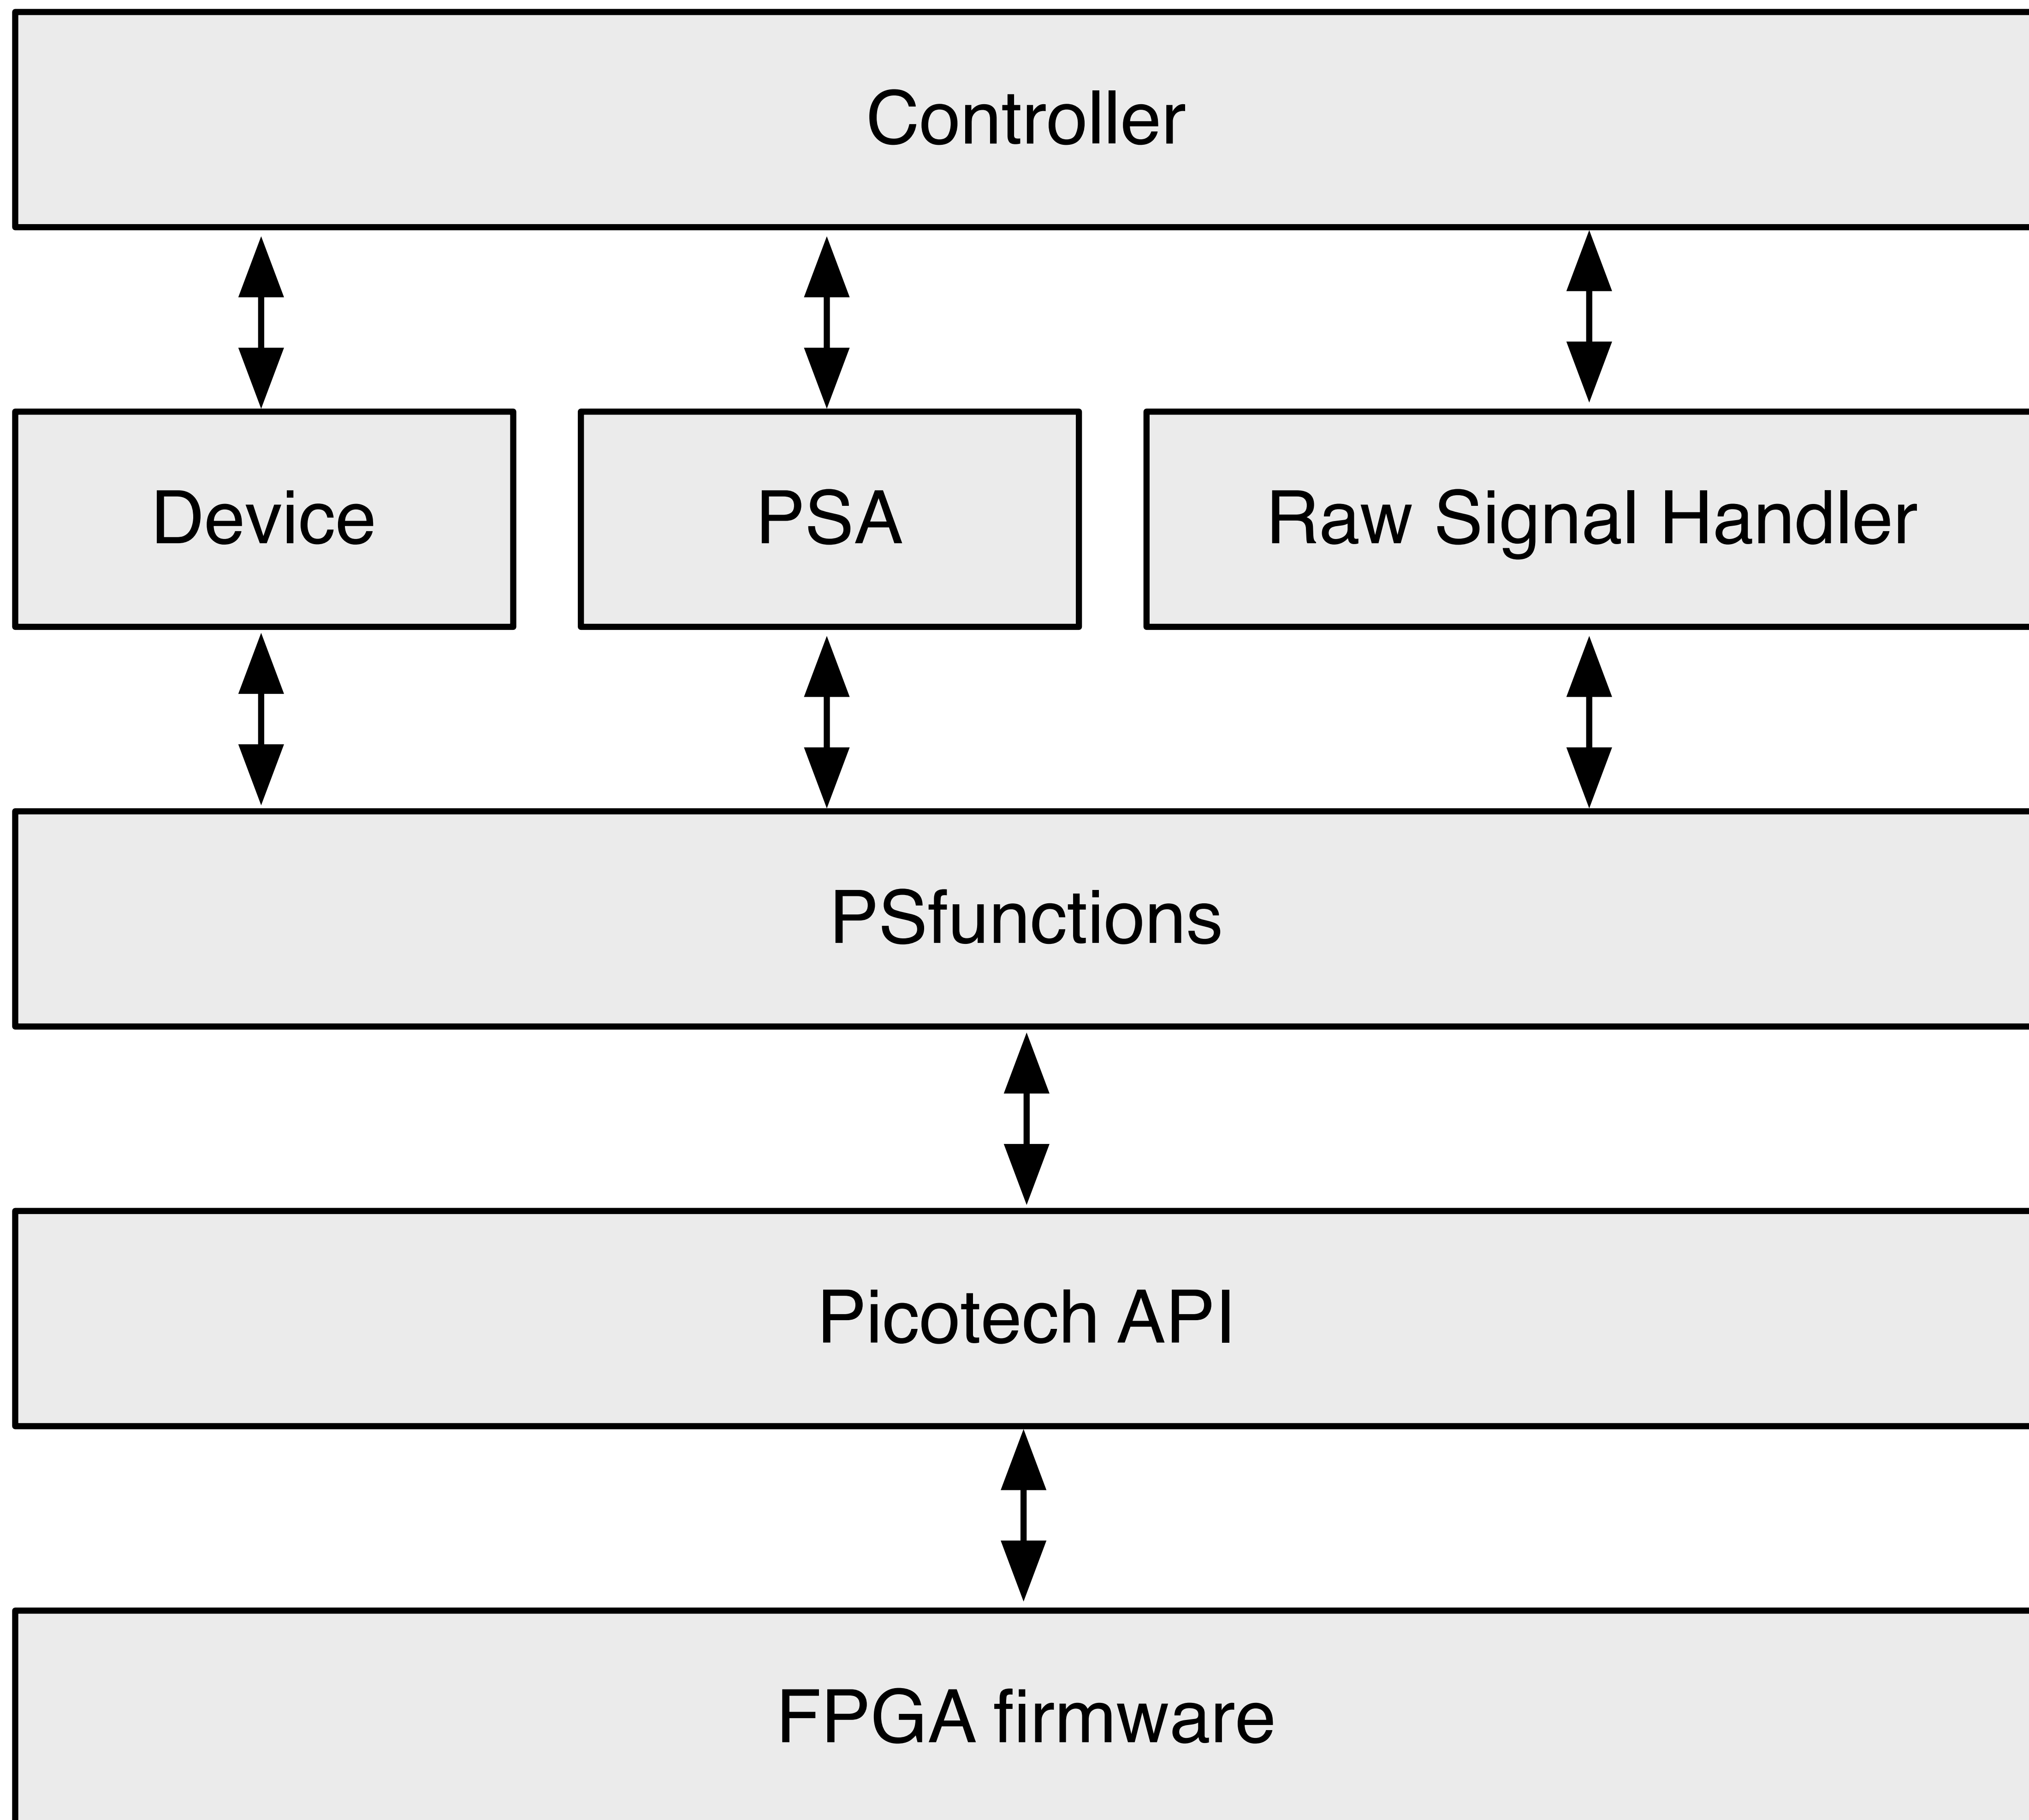 Controller
Device
PSA
Raw Signal Handler
PSfunctions
Picotech API
FPGA firmware